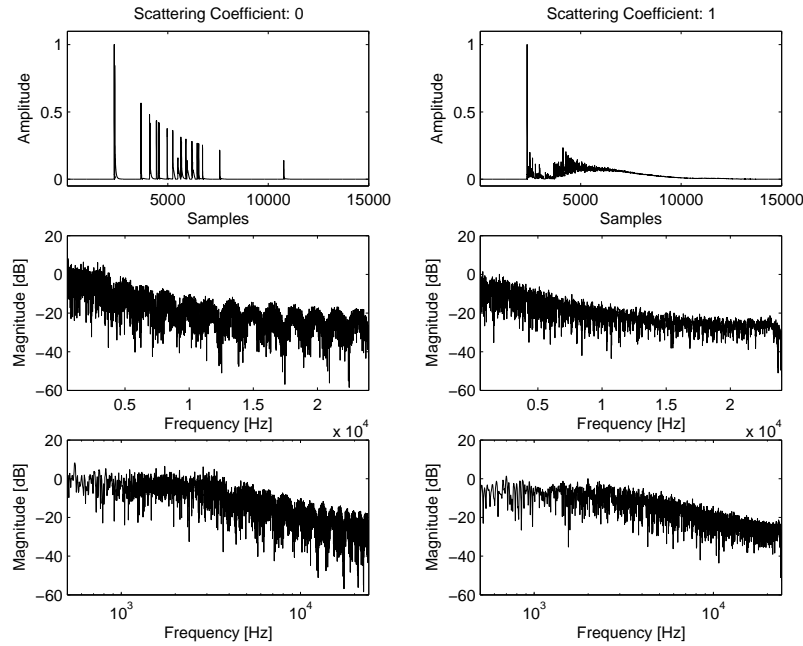 Scattering Coefficient: 0
Scattering Coefficient: 1
Amplitude
1
0.5
0
5000
10000
15000
Samples
Amplitude
1
0.5
0
5000
10000
15000
Samples
Magnitude [dB]
20
0
−20
−40
−60
0.5
1
1.5
2
x 10^4
Frequency [Hz]
Magnitude [dB]
20
0
−20
−40
−60
0.5
1
1.5
2
x 10^4
Frequency [Hz]
Magnitude [dB]
20
0
−20
−40
−60
10^3
10^4
Frequency [Hz]
Magnitude [dB]
20
0
−20
−40
−60
10^3
10^4
Frequency [Hz]